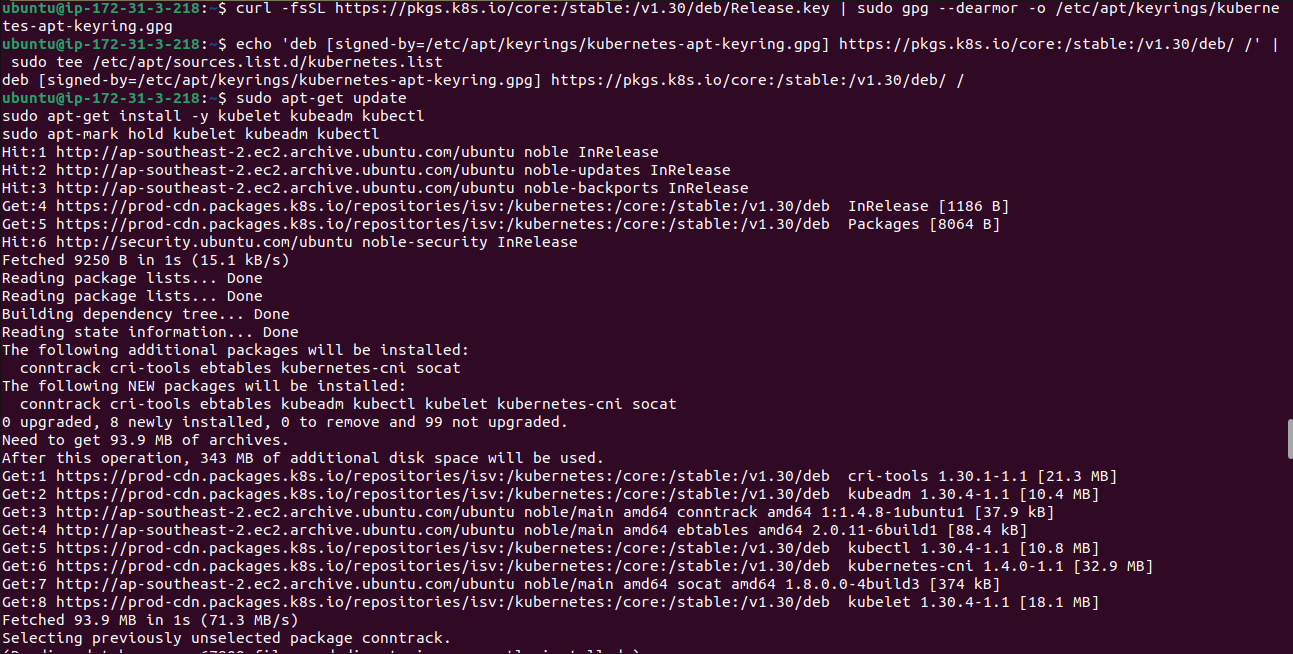 ubuntu@ip-172-31-3-218:~$ curl -fsSL https://pkgs.k8s.io/core:/stable:/v1.30/deb/Release.key | sudo gpg --dearmor -o /etc/apt/keyrings/kuberne
tes-apt-keyring.gpg
ubuntu@ip-172-31-3-218:~$ echo 'deb [signed-by=/etc/apt/keyrings/kubernetes-apt-keyring.gpg] https://pkgs.k8s.io/core:/stable:/v1.30/deb/ /' |
 sudo tee /etc/apt/sources.list.d/kubernetes.list
deb [signed-by=/etc/apt/keyrings/kubernetes-apt-keyring.gpg] https://pkgs.k8s.io/core:/stable:/v1.30/deb/ /
ubuntu@ip-172-31-3-218:~$ sudo apt-get update
sudo apt-get install -y kubelet kubeadm kubectl
sudo apt-mark hold kubelet kubeadm kubectl
Hit:1 http://ap-southeast-2.ec2.archive.ubuntu.com/ubuntu noble InRelease
Hit:2 http://ap-southeast-2.ec2.archive.ubuntu.com/ubuntu noble-updates InRelease
Hit:3 http://ap-southeast-2.ec2.archive.ubuntu.com/ubuntu noble-backports InRelease
Get:4 https://prod-cdn.packages.k8s.io/repositories/isv:/kubernetes:/core:/stable:/v1.30/deb  InRelease [1186 B]
Get:5 https://prod-cdn.packages.k8s.io/repositories/isv:/kubernetes:/core:/stable:/v1.30/deb  Packages [8064 B]
Hit:6 http://security.ubuntu.com/ubuntu noble-security InRelease
Fetched 9250 B in 1s (15.1 kB/s)
Reading package lists... Done
Reading package lists... Done
Building dependency tree... Done
Reading state information... Done
The following additional packages will be installed:
  conntrack cri-tools ebtables kubernetes-cni socat
The following NEW packages will be installed:
  conntrack cri-tools ebtables kubeadm kubectl kubelet kubernetes-cni socat
0 upgraded, 8 newly installed, 0 to remove and 99 not upgraded.
Need to get 93.9 MB of archives.
After this operation, 343 MB of additional disk space will be used.
Get:1 https://prod-cdn.packages.k8s.io/repositories/isv:/kubernetes:/core:/stable:/v1.30/deb  cri-tools 1.30.1-1.1 [21.3 MB]
Get:2 https://prod-cdn.packages.k8s.io/repositories/isv:/kubernetes:/core:/stable:/v1.30/deb  kubeadm 1.30.4-1.1 [10.4 MB]
Get:3 http://ap-southeast-2.ec2.archive.ubuntu.com/ubuntu noble/main amd64 conntrack amd64 1:1.4.8-1ubuntu1 [37.9 kB]
Get:4 http://ap-southeast-2.ec2.archive.ubuntu.com/ubuntu noble/main amd64 ebtables amd64 2.0.11-6build1 [88.4 kB]
Get:5 https://prod-cdn.packages.k8s.io/repositories/isv:/kubernetes:/core:/stable:/v1.30/deb  kubectl 1.30.4-1.1 [10.8 MB]
Get:6 https://prod-cdn.packages.k8s.io/repositories/isv:/kubernetes:/core:/stable:/v1.30/deb  kubernetes-cni 1.4.0-1.1 [32.9 MB]
Get:7 http://ap-southeast-2.ec2.archive.ubuntu.com/ubuntu noble/main amd64 socat amd64 1.8.0.0-4build3 [374 kB]
Get:8 https://prod-cdn.packages.k8s.io/repositories/isv:/kubernetes:/core:/stable:/v1.30/deb  kubelet 1.30.4-1.1 [18.1 MB]
Fetched 93.9 MB in 1s (71.3 MB/s)
Selecting previously unselected package conntrack.